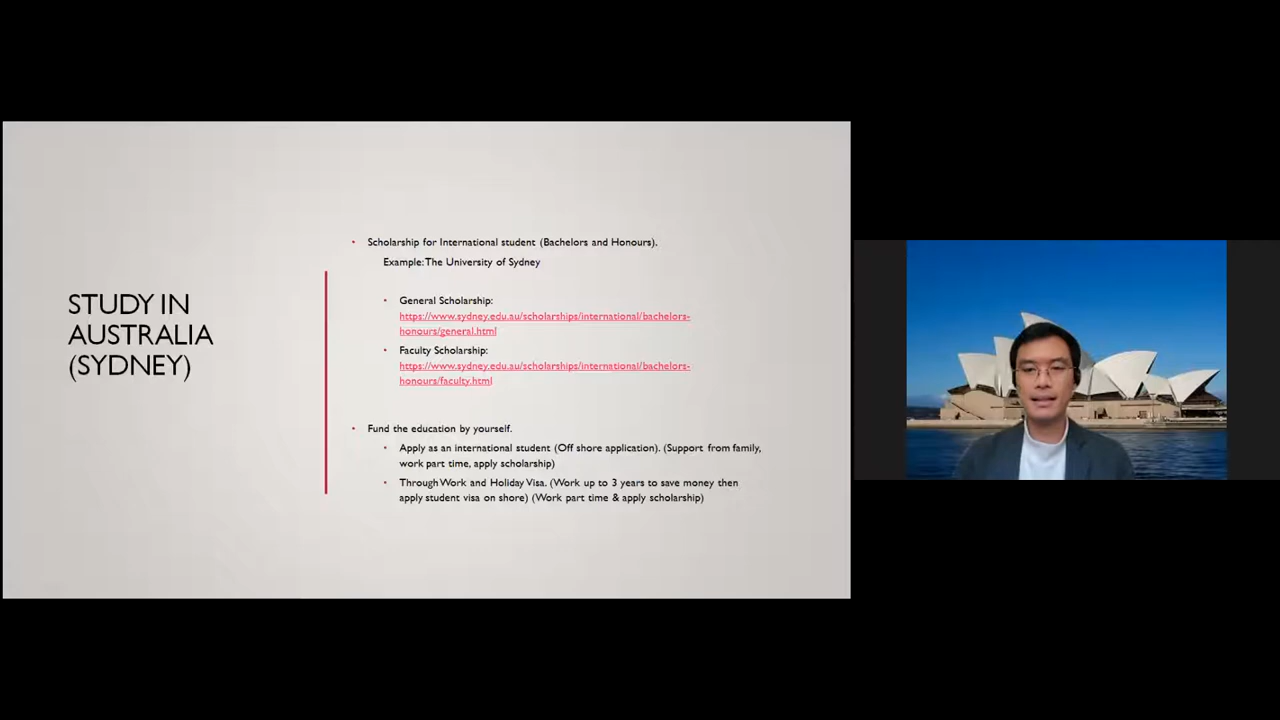 STUDY IN
AUSTRALIA
(SYDNEY)
• Scholarship for International student (Bachelors and Honours).
Example: The University of Sydney
• General Scholarship:
https://www.sydney.edu.au/scholarships/international/bachelors-
honours/general.html
• Faculty Scholarship:
https://www.sydney.edu.au/scholarships/international/bachelors-
honours/faculty.html
• Fund the education by yourself.
• Apply as an international student (Off shore application). (Support from family,
work part time, apply scholarship)
• Through Work and Holiday Visa. (Work up to 3 years to save money then
apply student visa on shore) (Work part time & apply scholarship)